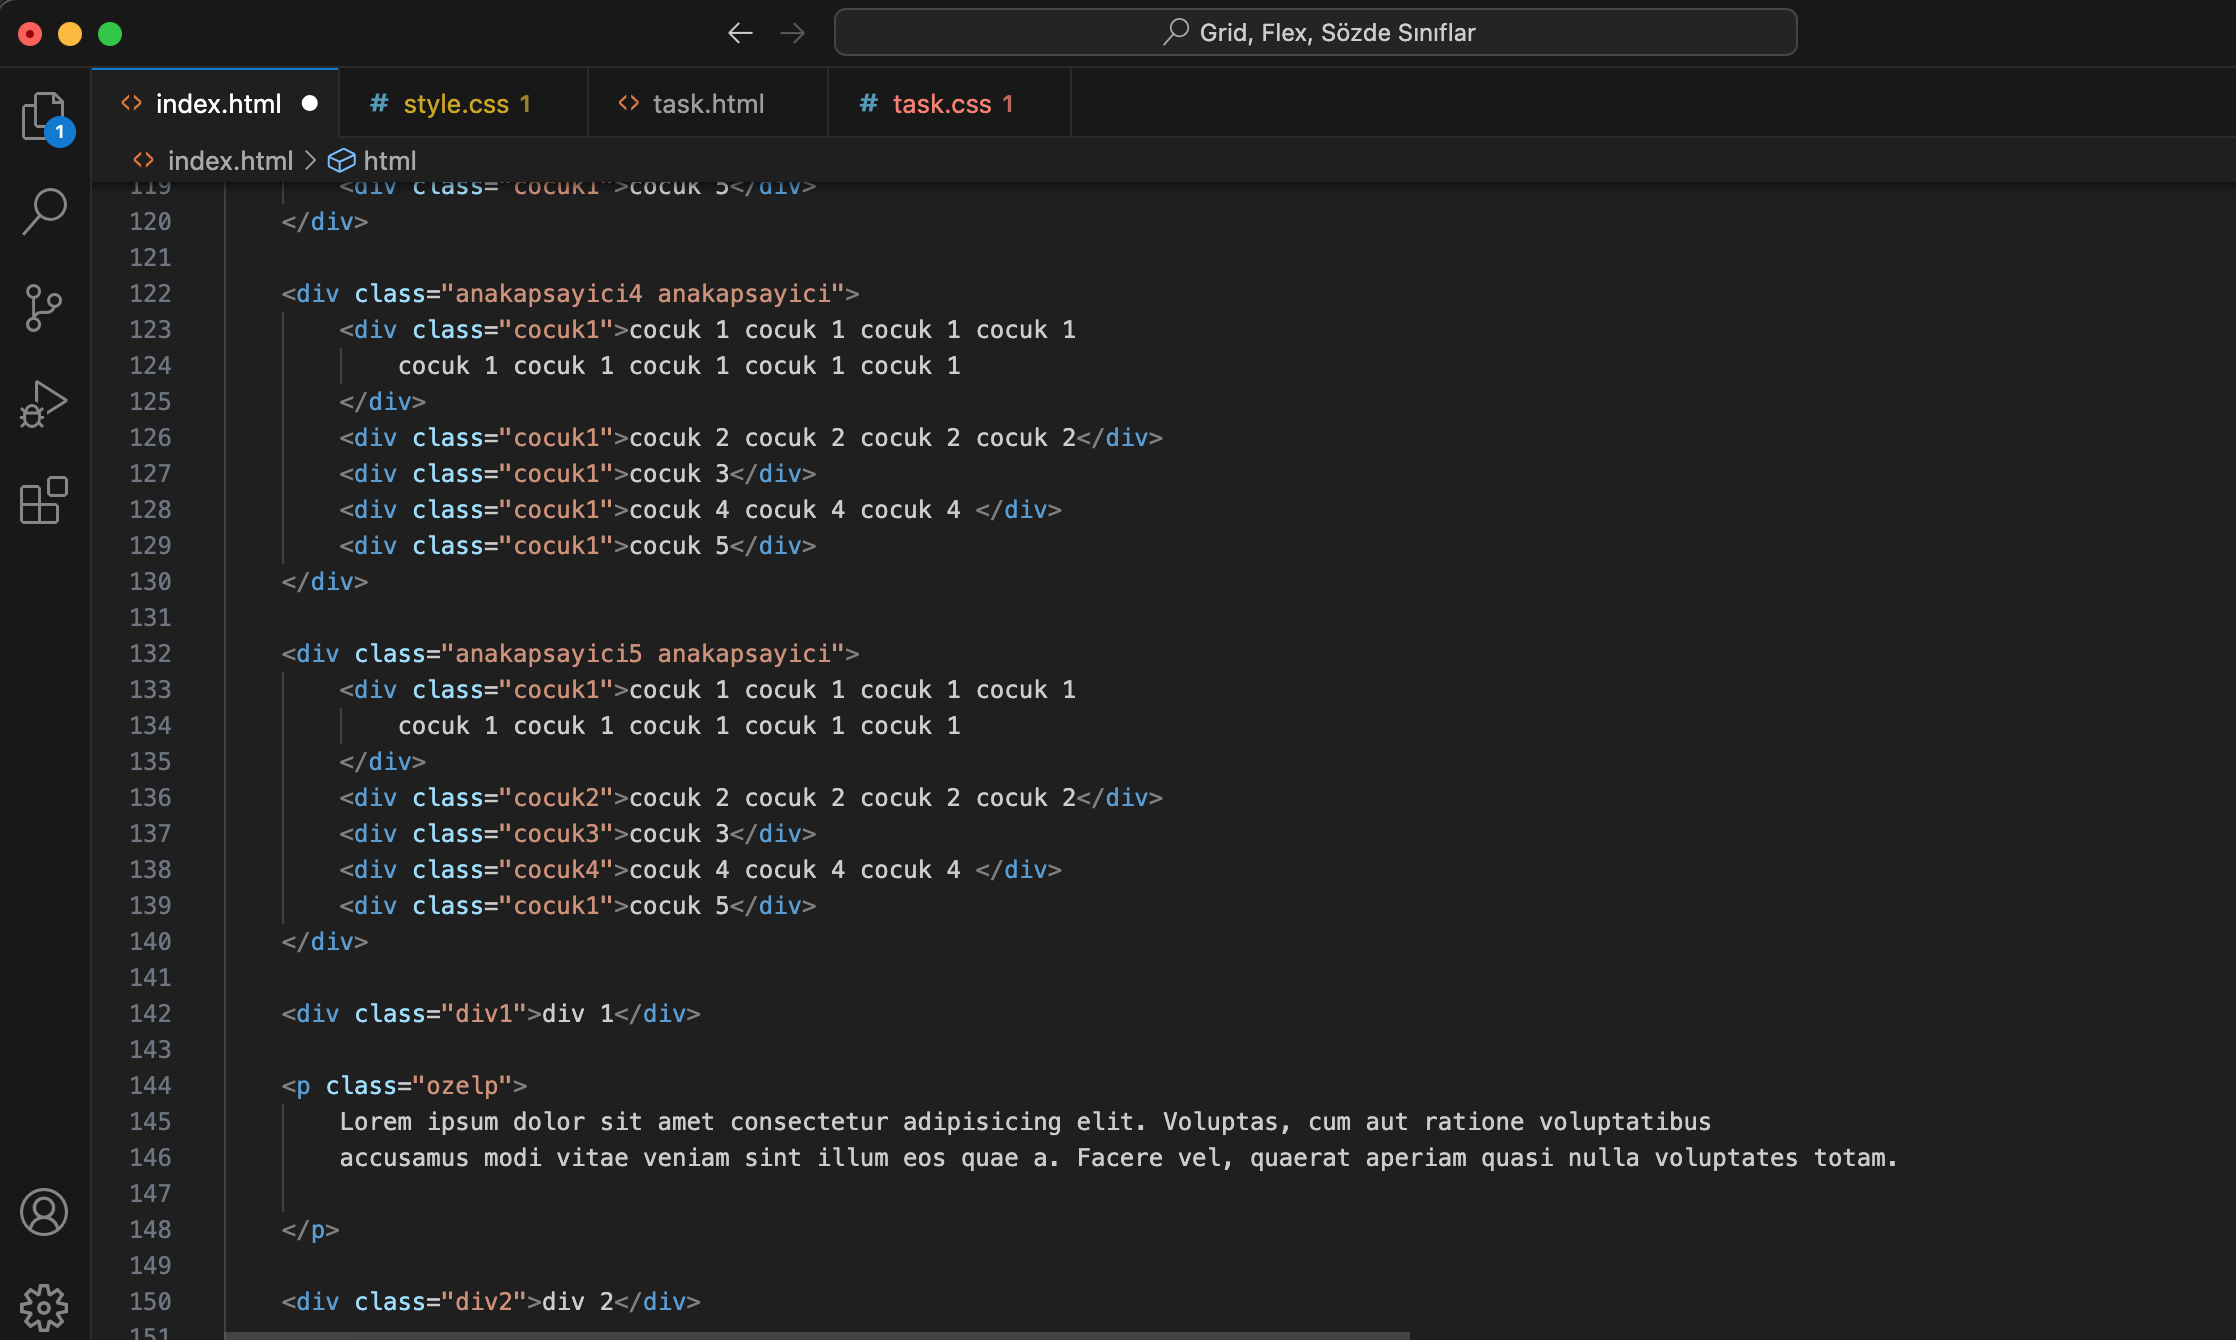 Grid, Flex, Sözde Sınıflar
index.html
style.css 1
task.html
task.css 1
1
index.html > html
119 <div class="cocuk1">cocuk 5</div>
120 </div>
121
122 <div class="anakapsayici4 anakapsayici">
123 <div class="cocuk1">cocuk 1 cocuk 1 cocuk 1 cocuk 1
124 cocuk 1 cocuk 1 cocuk 1 cocuk 1 cocuk 1
125 </div>
126 <div class="cocuk1">cocuk 2 cocuk 2 cocuk 2 cocuk 2</div>
127 <div class="cocuk1">cocuk 3</div>
128 <div class="cocuk1">cocuk 4 cocuk 4 cocuk 4 </div>
129 <div class="cocuk1">cocuk 5</div>
130 </div>
131
132 <div class="anakapsayici5 anakapsayici">
133 <div class="cocuk1">cocuk 1 cocuk 1 cocuk 1 cocuk 1
134 cocuk 1 cocuk 1 cocuk 1 cocuk 1 cocuk 1
135 </div>
136 <div class="cocuk2">cocuk 2 cocuk 2 cocuk 2 cocuk 2</div>
137 <div class="cocuk3">cocuk 3</div>
138 <div class="cocuk4">cocuk 4 cocuk 4 cocuk 4 </div>
139 <div class="cocuk1">cocuk 5</div>
140 </div>
141
142 <div class="div1">div 1</div>
143
144 <p class="ozelp">
145 Lorem ipsum dolor sit amet consectetur adipisicing elit. Voluptas, cum aut ratione voluptatibus
146 accusamus modi vitae veniam sint illum eos quae a. Facere vel, quaerat aperiam quasi nulla voluptates totam.
147
148 </p>
149
150 <div class="div2">div 2</div>
151